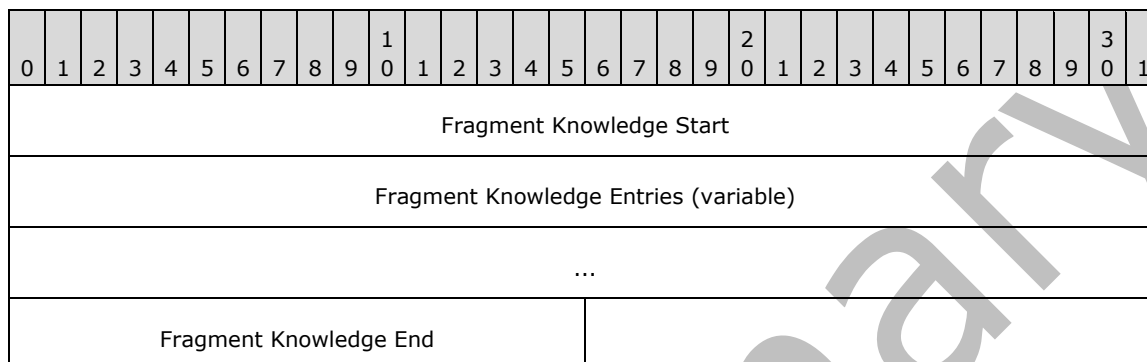 1 2 3
0 1 2 3 4 5 6 7 8 9 0 1 2 3 4 5 6 7 8 9 0 1 2 3 4 5 6 7 8 9 0 1
Fragment Knowledge Start
Fragment Knowledge Entries (variable)
...
Fragment Knowledge End
ary